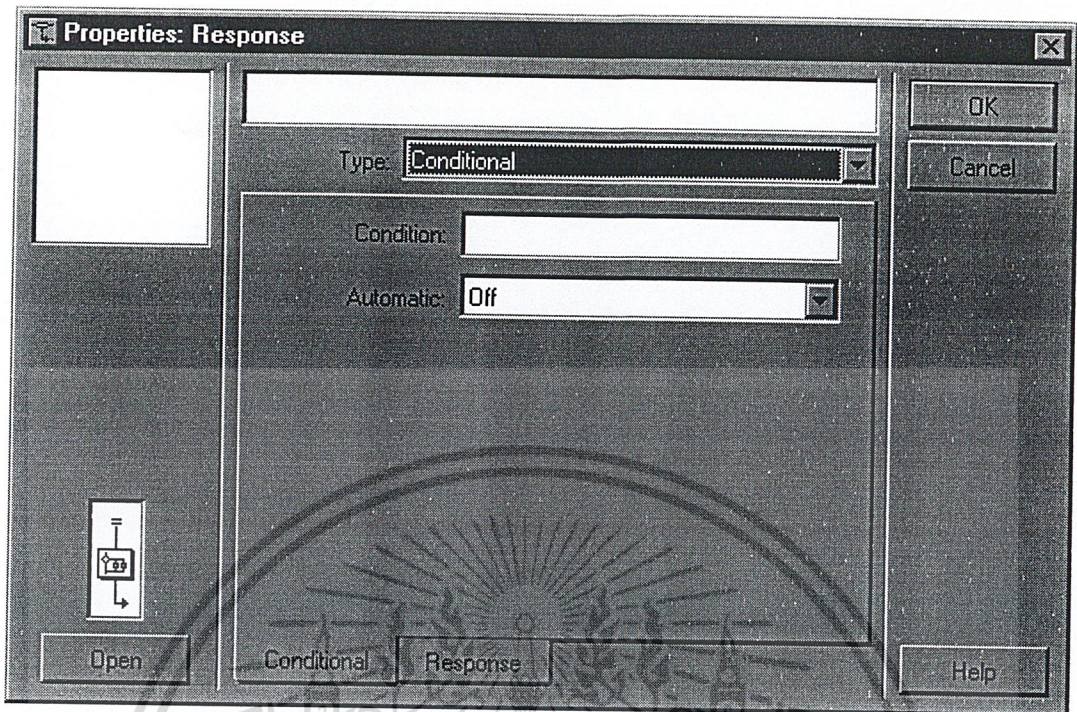 Properties: Response
OK
Type: Conditional
Cancel
Condition:
Automatic: Off
=
Open
Conditional
Response
Help